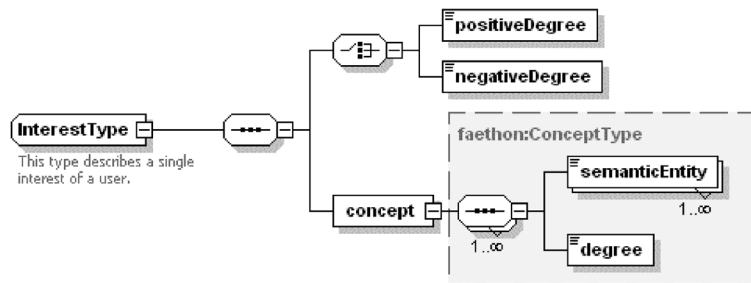 positiveDegree
negativeDegree
InterestType
This type describes a single
interest of a user.
faethon:ConceptType
semanticEntity
1..∞
concept
1..∞
degree